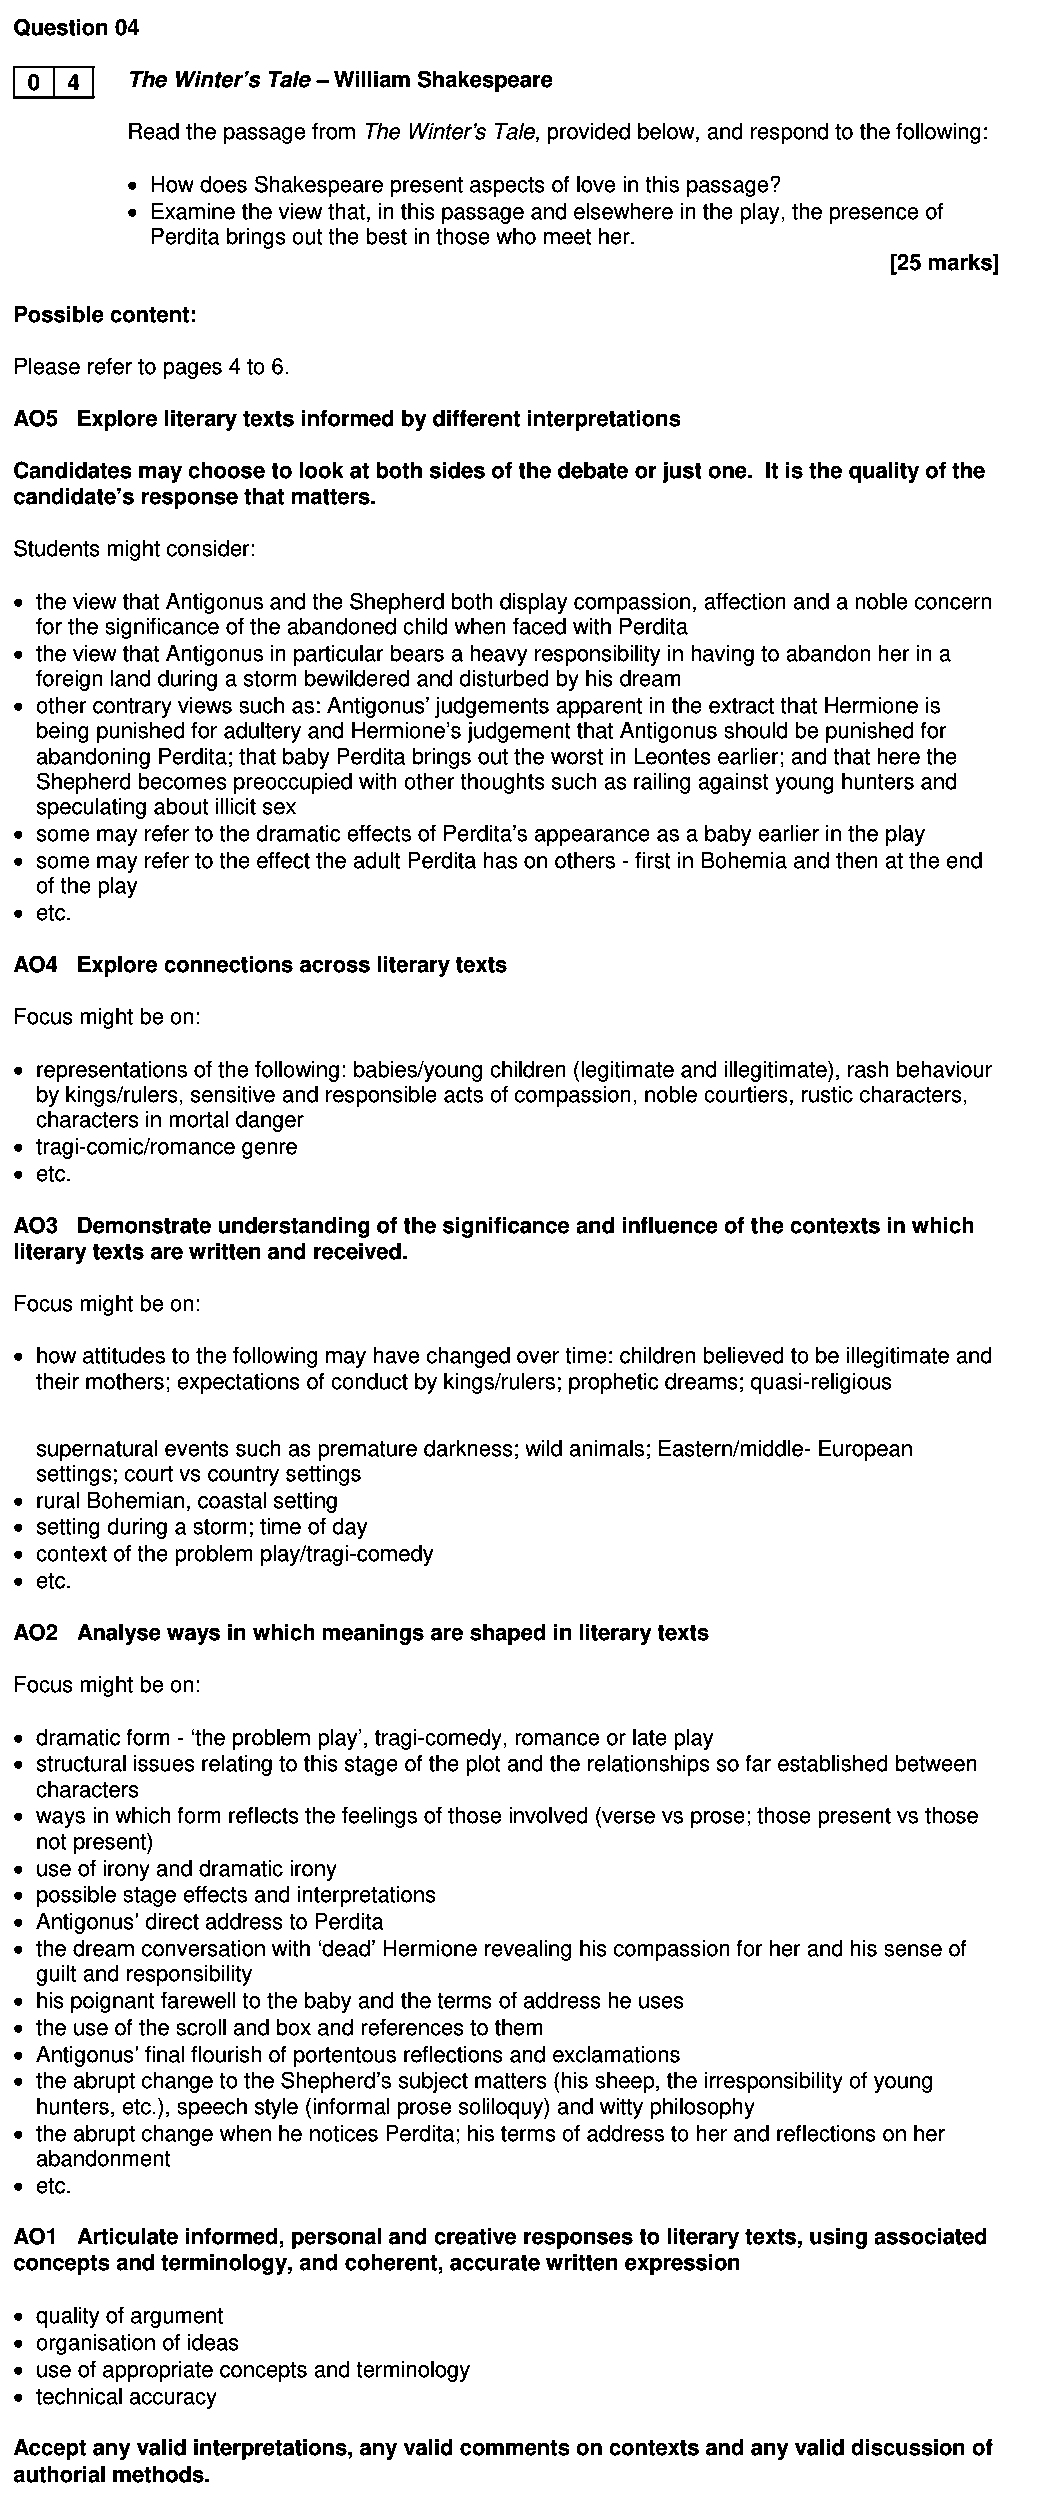 Question 04
0 4 The Winter's Tale – William Shakespeare
Read the passage from The Winter's Tale, provided below, and respond to the following:
• How does Shakespeare present aspects of love in this passage?
• Examine the view that, in this passage and elsewhere in the play, the presence of
Perdita brings out the best in those who meet her.
[25 marks]
Possible content:
Please refer to pages 4 to 6.
AO5 Explore literary texts informed by different interpretations
Candidates may choose to look at both sides of the debate or just one. It is the quality of the
candidate's response that matters.
Students might consider:
• the view that Antigonus and the Shepherd both display compassion, affection and a noble concern
for the significance of the abandoned child when faced with Perdita
• the view that Antigonus in particular bears a heavy responsibility in having to abandon her in a
foreign land during a storm bewildered and disturbed by his dream
• other contrary views such as: Antigonus' judgements apparent in the extract that Hermione is
being punished for adultery and Hermione's judgement that Antigonus should be punished for
abandoning Perdita; that baby Perdita brings out the worst in Leontes earlier; and that here the
Shepherd becomes preoccupied with other thoughts such as railing against young hunters and
speculating about illicit sex
• some may refer to the dramatic effects of Perdita's appearance as a baby earlier in the play
• some may refer to the effect the adult Perdita has on others - first in Bohemia and then at the end
of the play
• etc.
AO4 Explore connections across literary texts
Focus might be on:
• representations of the following: babies/young children (legitimate and illegitimate), rash behaviour
by kings/rulers, sensitive and responsible acts of compassion, noble courtiers, rustic characters,
characters in mortal danger
• tragi-comic/romance genre
• etc.
AO3 Demonstrate understanding of the significance and influence of the contexts in which
literary texts are written and received.
Focus might be on:
• how attitudes to the following may have changed over time: children believed to be illegitimate and
their mothers; expectations of conduct by kings/rulers; prophetic dreams; quasi-religious
supernatural events such as premature darkness; wild animals; Eastern/middle- European
settings; court vs country settings
• rural Bohemian, coastal setting
• setting during a storm; time of day
• context of the problem play/tragi-comedy
• etc.
AO2 Analyse ways in which meanings are shaped in literary texts
Focus might be on:
• dramatic form - 'the problem play', tragi-comedy, romance or late play
• structural issues relating to this stage of the plot and the relationships so far established between
characters
• ways in which form reflects the feelings of those involved (verse vs prose; those present vs those
not present)
• use of irony and dramatic irony
• possible stage effects and interpretations
• Antigonus' direct address to Perdita
• the dream conversation with 'dead' Hermione revealing his compassion for her and his sense of
guilt and responsibility
• his poignant farewell to the baby and the terms of address he uses
• the use of the scroll and box and references to them
• Antigonus' final flourish of portentous reflections and exclamations
• the abrupt change to the Shepherd's subject matters (his sheep, the irresponsibility of young
hunters, etc.), speech style (informal prose soliloquy) and witty philosophy
• the abrupt change when he notices Perdita; his terms of address to her and reflections on her
abandonment
• etc.
AO1 Articulate informed, personal and creative responses to literary texts, using associated
concepts and terminology, and coherent, accurate written expression
• quality of argument
• organisation of ideas
• use of appropriate concepts and terminology
• technical accuracy
Accept any valid interpretations, any valid comments on contexts and any valid discussion of
authorial methods.